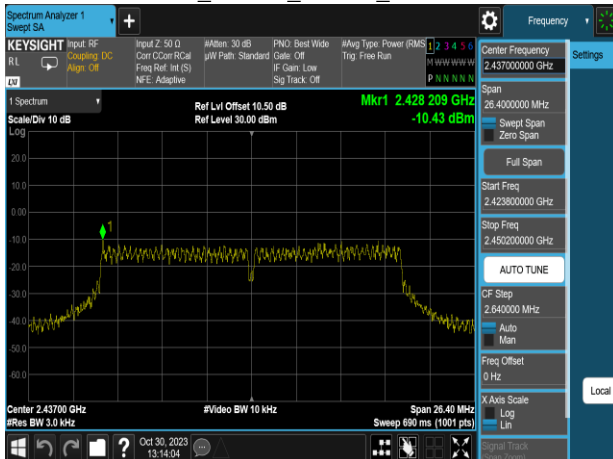 Spectrum Analyzer 1
Swept SA
+
Frequency
KEYSIGHT
RL
LXI
Input: RF
Coupling: DC
Align: Off
Input Z: 50 Ω
Corr CCorr RCal
Freq Ref: Int (S)
NFE: Adaptive
#Atten: 30 dB
µW Path: Standard
PNO: Best Wide
Gate: Off
IF Gain: Low
Sig Track: Off
#Avg Type: Power (RMS
Trig: Free Run
1 2 3 4 5 6
M W W W W W
P N N N N N
1 Spectrum
Scale/Div 10 dB
Ref Lvl Offset 10.50 dB
Ref Level 30.00 dBm
Mkr1 2.428 209 GHz
-10.43 dBm
Log
20.0
10.0
0.00
-10.0
-20.0
-30.0
-40.0
-50.0
-60.0
1
Center 2.43700 GHz
#Res BW 3.0 kHz
#Video BW 10 kHz
Span 26.40 MHz
Sweep 690 ms (1001 pts)
Center Frequency
2.437000000 GHz
Span
26.4000000 MHz
Swept Span
Zero Span
Full Span
Start Freq
2.423800000 GHz
Stop Freq
2.450200000 GHz
AUTO TUNE
CF Step
2.640000 MHz
Auto
Man
Freq Offset
0 Hz
X Axis Scale
Log
Lin
Signal Track
(Span Zoom)
Settings
Local
?
Oct 30, 2023
13:14:04